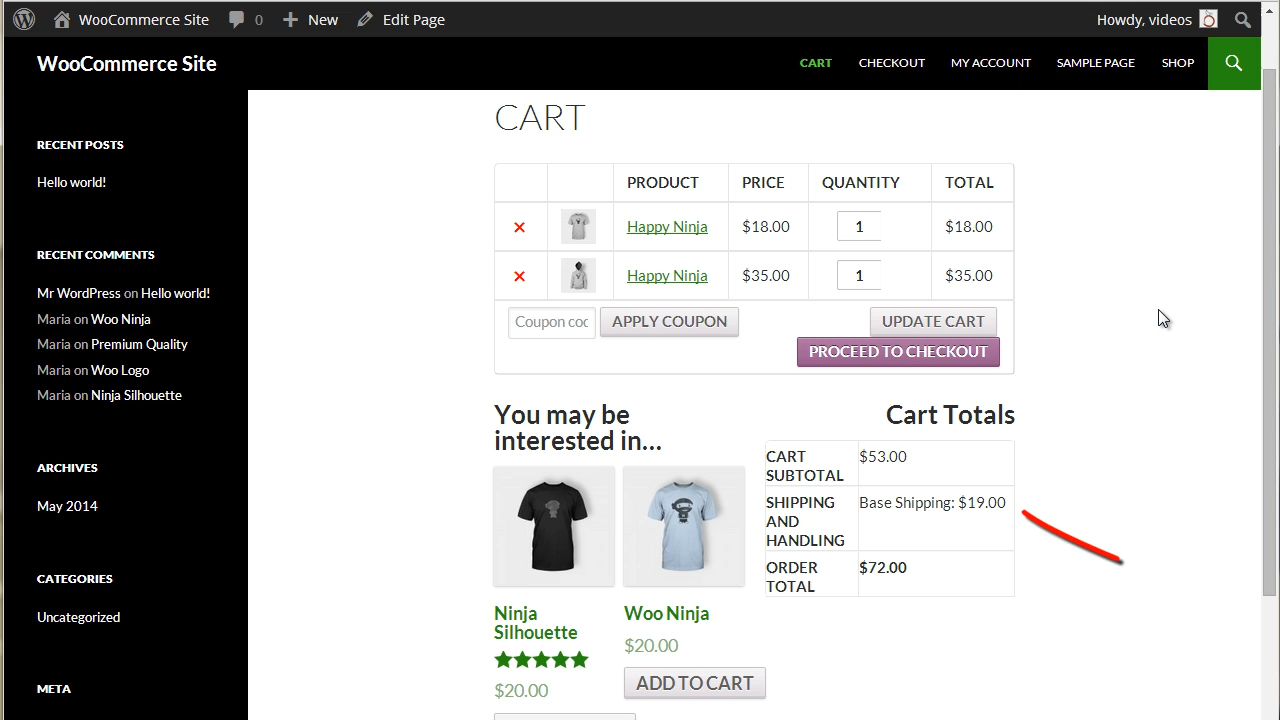 WooCommerce Site 0 New Edit Page Howdy, videos
WooCommerce Site CART CHECKOUT MY ACCOUNT SAMPLE PAGE SHOP
RECENT POSTS
Hello world!
RECENT COMMENTS
Mr WordPress on Hello world!
Maria on Woo Ninja
Maria on Premium Quality
Maria on Woo Logo
Maria on Ninja Silhouette
ARCHIVES
May 2014
CATEGORIES
Uncategorized
META
CART
PRODUCT PRICE QUANTITY TOTAL
× Happy Ninja $18.00 1 $18.00
× Happy Ninja $35.00 1 $35.00
Coupon coc APPLY COUPON UPDATE CART
PROCEED TO CHECKOUT
You may be
interested in...
Ninja
Silhouette
$20.00
Woo Ninja
$20.00
ADD TO CART
Cart Totals
CART $53.00
SUBTOTAL
SHIPPING Base Shipping: $19.00
AND
HANDLING
ORDER $72.00
TOTAL